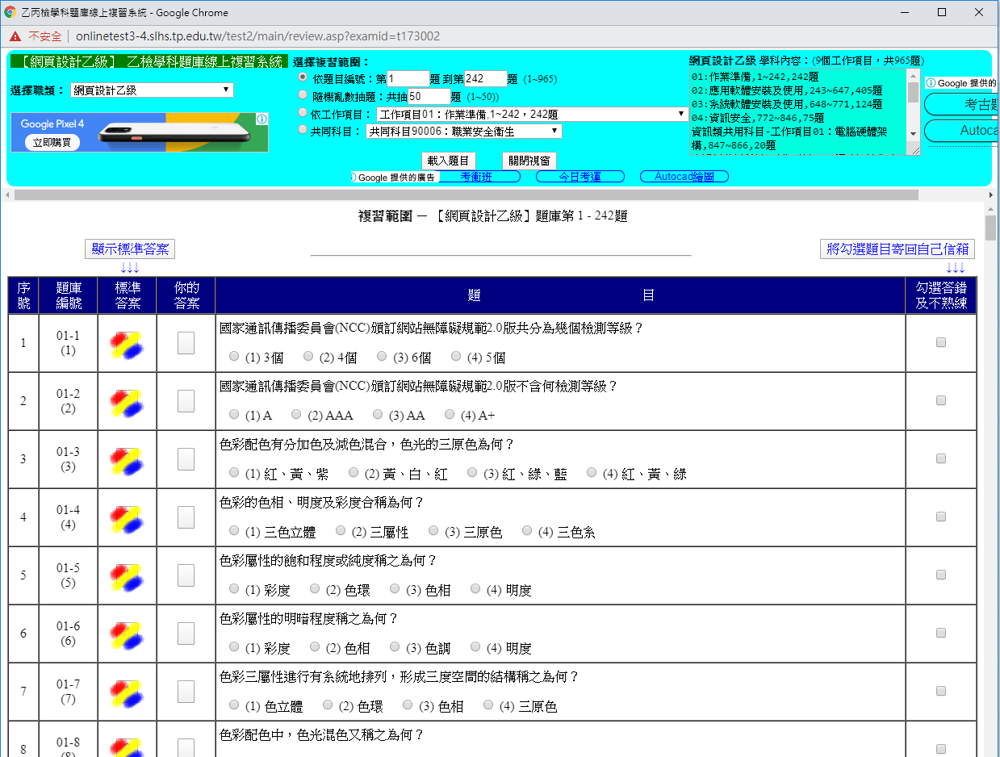 乙丙檢學科題庫線上複習系統 - Google Chrome
不安全 onlinetest3-4.slhs.tp.edu.tw/test2/main/review.asp?examid=t173002
【網頁設計乙級】 乙檢學科題庫線上複習系統
選擇職類： 網頁設計乙級
Google Pixel 4
立即購買
選擇複習範圍：
依題目編號：第1 題 到第242 題 (1~965)
隨機亂數抽題：共抽50 題 (1~50))
依工作項目： 工作項目01：作業準備,1~242，242題
共同科目： 共同科目90006：職業安全衛生
載入題目 關閉視窗
網頁設計乙級 學科內容：(9個工作項目，共965題)
01:作業準備,1~242,242題
02:應用軟體安裝及使用,243~647,405題
03:系統軟體安裝及使用,648~771,124題
04:資訊安全,772~846,75題
資訊類共用科目-工作項目01：電腦硬體架
構,847~866,20題
Google 提供的
考古題
Autoca
Google 提供的廣告 考衝班 今日考運 Autocad繪圖
複習範圍 － 【網頁設計乙級】題庫第 1 - 242題
顯示標準答案 將勾選題目寄回自己信箱
↓↓↓ ↓↓↓
序號 題庫編號 標準答案 你的答案 題 目 勾選答錯及不熟練
1 01-1 (1) 國家通訊傳播委員會(NCC)頒訂網站無障礙規範2.0版共分為幾個檢測等級？
(1) 3個 (2) 4個 (3) 6個 (4) 5個
2 01-2 (2) 國家通訊傳播委員會(NCC)頒訂網站無障礙規範2.0版不含何檢測等級？
(1) A (2) AAA (3) AA (4) A+
3 01-3 (3) 色彩配色有分加色及減色混合，色光的三原色為何？
(1) 紅、黃、紫 (2) 黃、白、紅 (3) 紅、綠、藍 (4) 紅、黃、綠
4 01-4 (4) 色彩的色相、明度及彩度合稱為何？
(1) 三色立體 (2) 三屬性 (3) 三原色 (4) 三色系
5 01-5 (5) 色彩屬性的飽和程度或純度稱之為何？
(1) 彩度 (2) 色環 (3) 色相 (4) 明度
6 01-6 (6) 色彩屬性的明暗程度稱之為何？
(1) 彩度 (2) 色相 (3) 色調 (4) 明度
7 01-7 (7) 色彩三屬性進行有系統地排列，形成三度空間的結構稱之為何？
(1) 色立體 (2) 色環 (3) 色相 (4) 三原色
8 01-8 (8) 色彩配色中，色光混色又稱之為何？